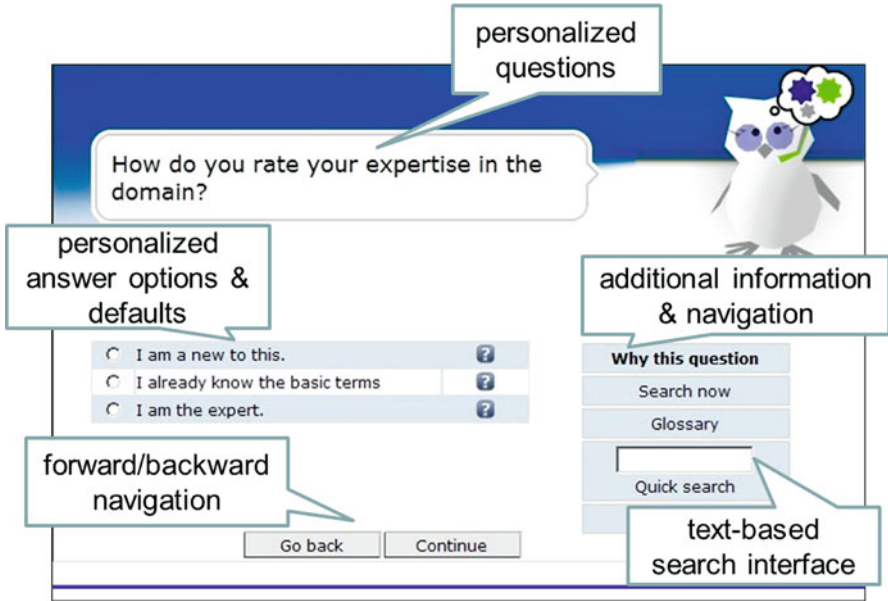 personalized
questions
How do you rate your expertise in the
domain?
personalized
answer options &
defaults
additional information
& navigation
I am a new to this.
?
I already know the basic terms
?
I am the expert.
?
Why this question
Search now
Glossary
Quick search
forward/backward
navigation
text-based
search interface
Go back
Continue